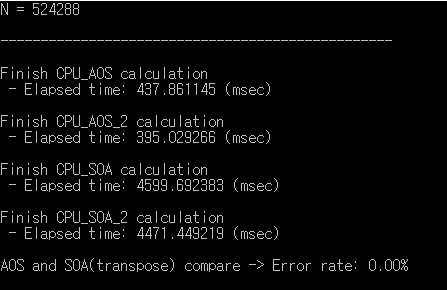 N = 524288
-------------------------------------------------
Finish CPU_AOS calculation
- Elapsed time: 437.861145 (msec)
Finish CPU_AOS_2 calculation
- Elapsed time: 395.029266 (msec)
Finish CPU_SOA calculation
- Elapsed time: 4599.692383 (msec)
Finish CPU_SOA_2 calculation
- Elapsed time: 4471.449219 (msec)
AOS and SOA(transpose) compare -> Error rate: 0.00%